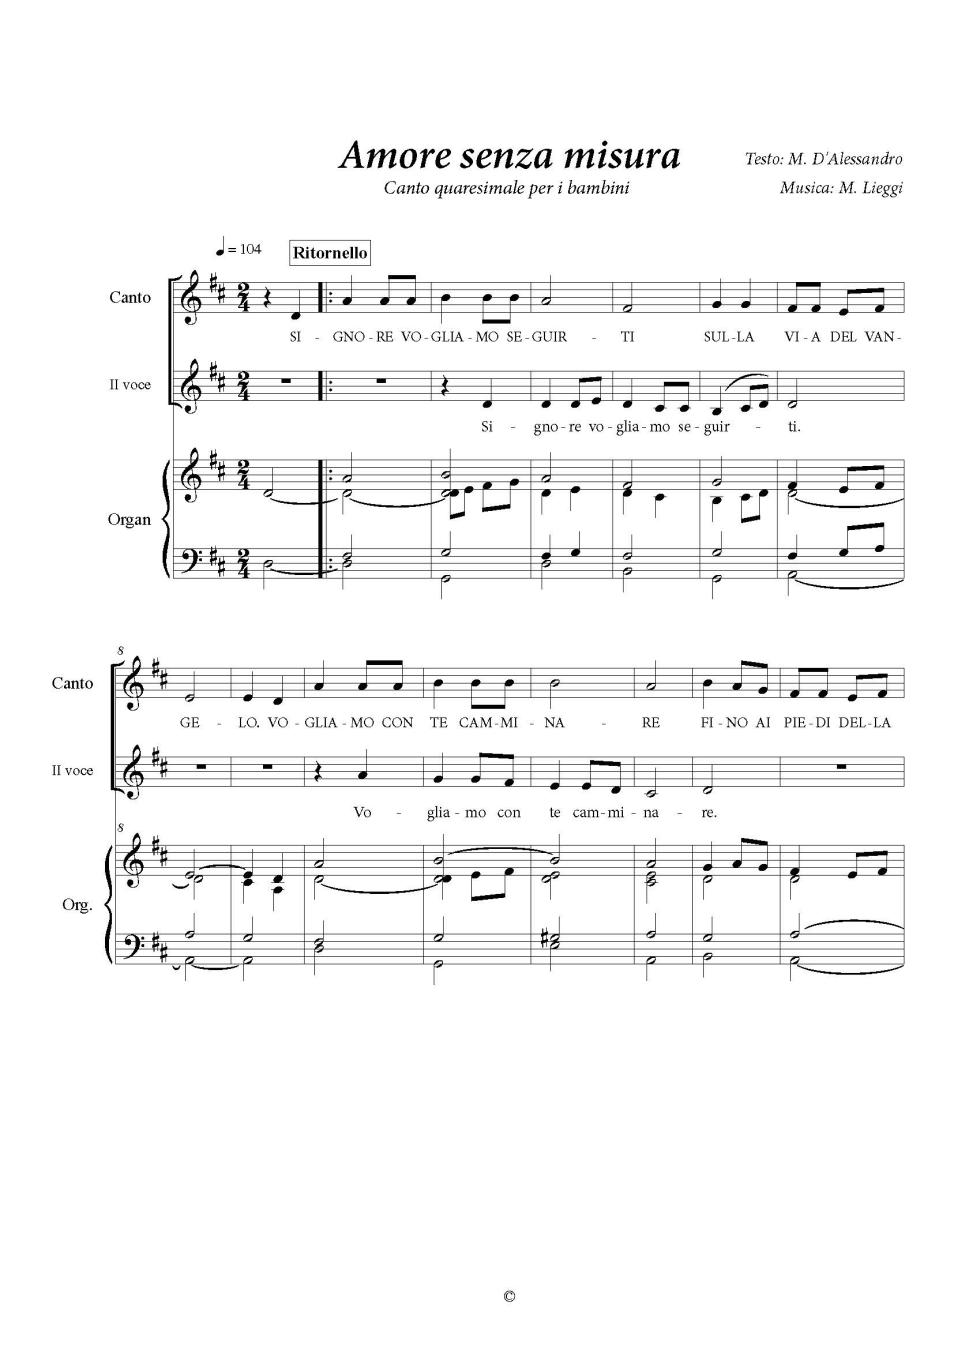 Amore senza misura
Canto quaresimale per i bambini
Testo: M. D'Alessandro
Musica: M. Lieggi
♩ = 104
Ritornello
Canto
SI - GNO - RE VO - GLIA - MO SE - GUIR - TI SUL - LA VI - A DEL VAN -
II voce
Si - gno - re vo - glia - mo se - guir - ti.
Organ
8
Canto
GE - LO. VO - GLIA - MO CON TE CAM - MI - NA - RE FI - NO AI PIE - DI DEL - LA
II voce
Vo - glia - mo con te cam - mi - na - re.
8
Org.
©